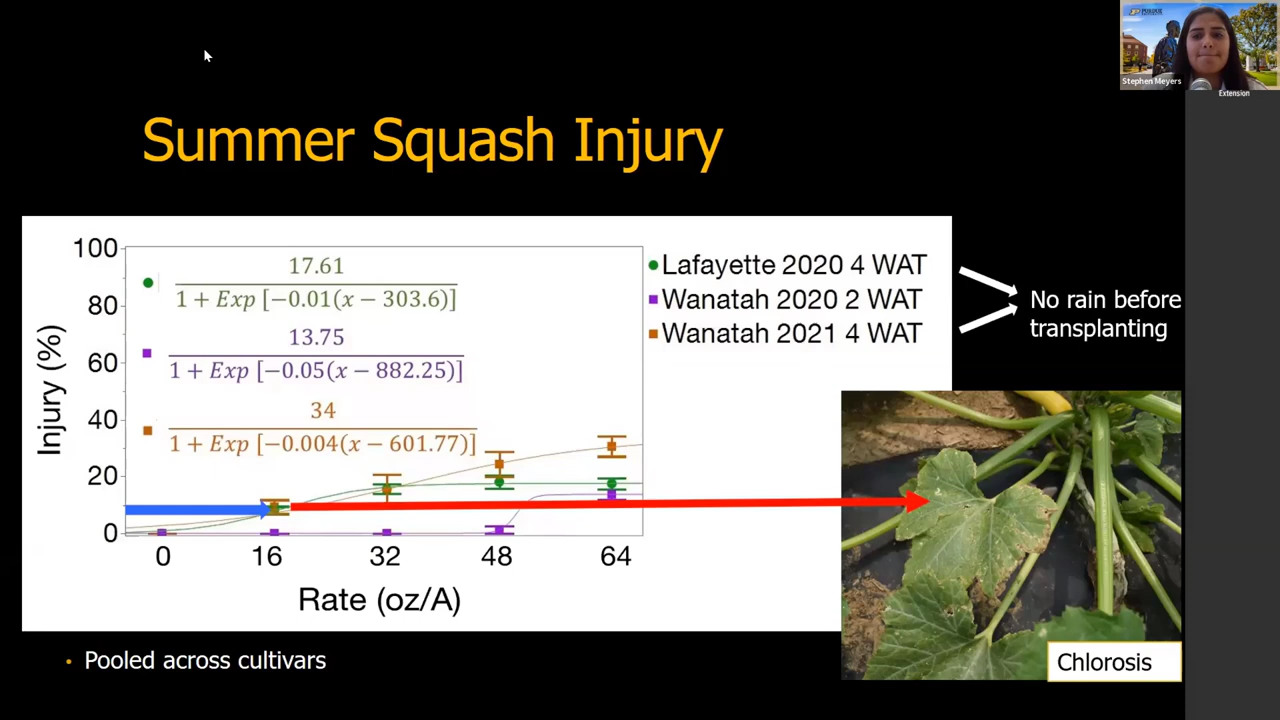 PURDUE
Stephen Meyers
Extension
Summer Squash Injury
100
80
60
40
20
0
Injury (%)
17.61
1 + Exp [−0.01(x − 303.6)]
13.75
1 + Exp [−0.05(x − 882.25)]
34
1 + Exp [−0.004(x − 601.77)]
Lafayette 2020 4 WAT
Wanatah 2020 2 WAT
Wanatah 2021 4 WAT
No rain before
transplanting
0 16 32 48 64
Rate (oz/A)
Chlorosis
• Pooled across cultivars